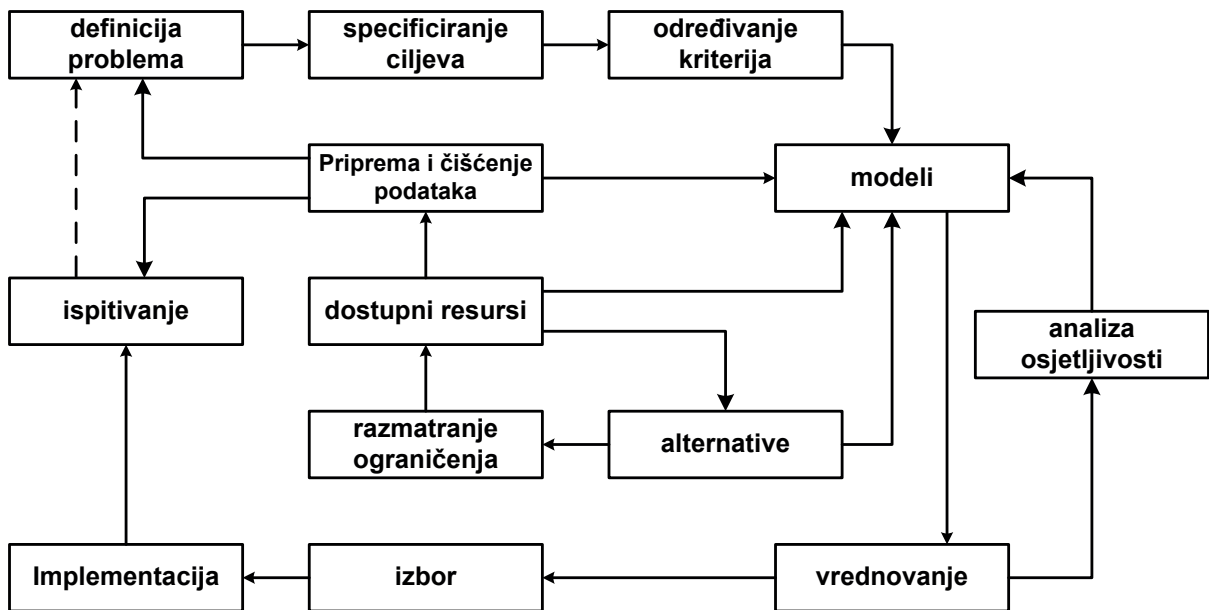 definicija
problema
specificiranje
ciljeva
određivanje
kriterija
Priprema i čišćenje
podataka
modeli
ispitivanje
dostupni resursi
analiza
osjetljivosti
razmatranje
ograničenja
alternative
Implementacija
izbor
vrednovanje